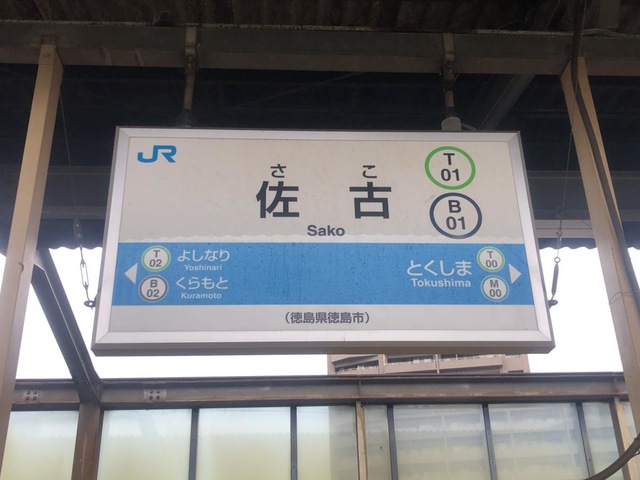 JR
さ こ
佐 古
Sako
T
01
B
01
T
02
よしなり
Yoshinari
B
02
くらもと
Kuramoto
とくしま
Tokushima
T
00
M
00
(徳島県徳島市)